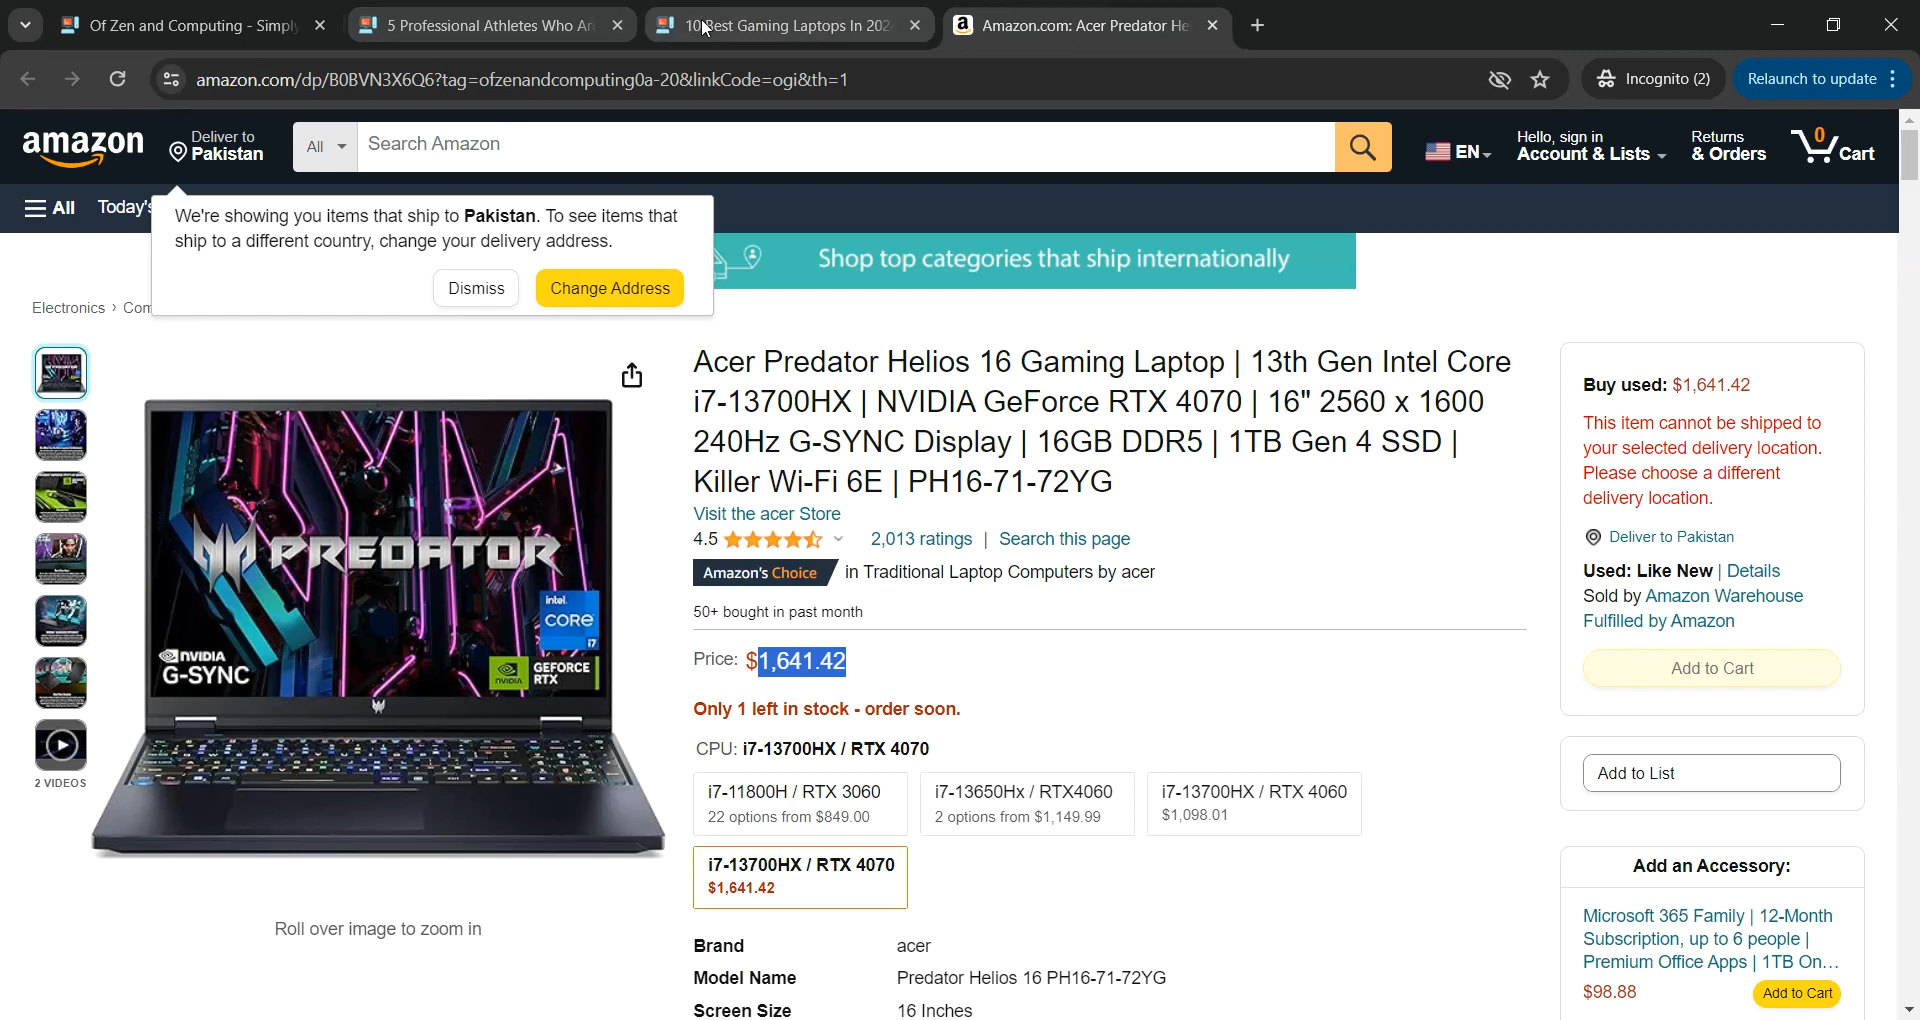 Of Zen and Computing - Simply
5 Professional Athletes Who Ar
10 Best Gaming Laptops In 202
Amazon.com: Acer Predator He
amazon.com/dp/B0BVN3X6Q6?tag=ofzenandcomputing0a-20&linkCode=ogi&th=1
Incognito (2)
Relaunch to update
amazon
Deliver to
Pakistan
All
Search Amazon
EN
Hello, sign in
Account & Lists
Returns
& Orders
0
Cart
All
Today's
We're showing you items that ship to Pakistan. To see items that
ship to a different country, change your delivery address.
Dismiss
Change Address
Shop top categories that ship internationally
Electronics › Com
2 VIDEOS
PREDATOR
intel.
CORE
i7
NVIDIA
G-SYNC
NVIDIA
GEFORCE
RTX
Roll over image to zoom in
Acer Predator Helios 16 Gaming Laptop | 13th Gen Intel Core
i7-13700HX | NVIDIA GeForce RTX 4070 | 16" 2560 x 1600
240Hz G-SYNC Display | 16GB DDR5 | 1TB Gen 4 SSD |
Killer Wi-Fi 6E | PH16-71-72YG
Visit the acer Store
4.5
2,013 ratings | Search this page
Amazon's Choice in Traditional Laptop Computers by acer
50+ bought in past month
Price: $1,641.42
Only 1 left in stock - order soon.
CPU: i7-13700HX / RTX 4070
i7-11800H / RTX 3060
22 options from $849.00
i7-13650Hx / RTX4060
2 options from $1,149.99
i7-13700HX / RTX 4060
$1,098.01
i7-13700HX / RTX 4070
$1,641.42
Brand acer
Model Name Predator Helios 16 PH16-71-72YG
Screen Size 16 Inches
Buy used: $1,641.42
This item cannot be shipped to
your selected delivery location.
Please choose a different
delivery location.
Deliver to Pakistan
Used: Like New | Details
Sold by Amazon Warehouse
Fulfilled by Amazon
Add to Cart
Add to List
Add an Accessory:
Microsoft 365 Family | 12-Month
Subscription, up to 6 people |
Premium Office Apps | 1TB On...
$98.88
Add to Cart